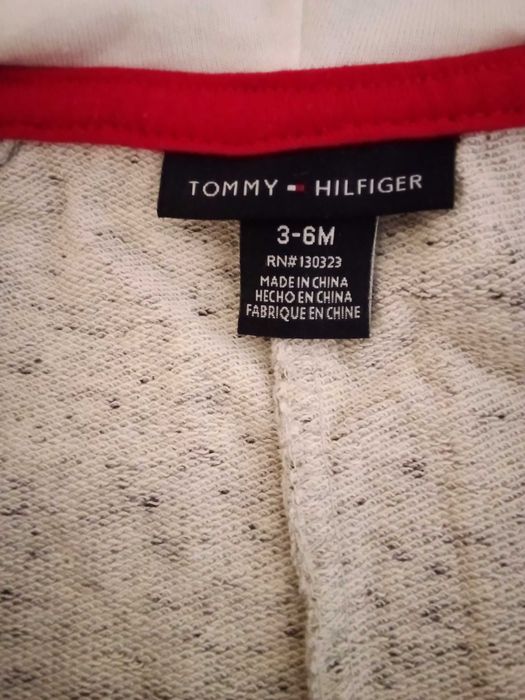 TOMMY HILFIGER
3-6M
RN#130323
MADE IN CHINA
HECHO EN CHINA
FABRIQUE EN CHINE